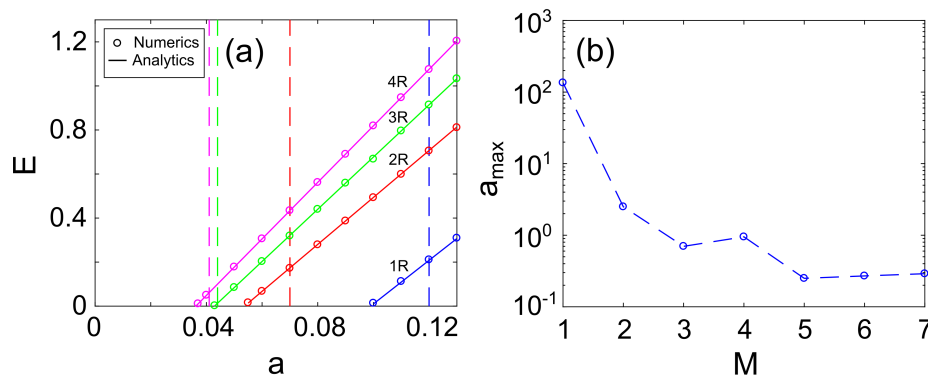 1.2
0.8
0.4
0
E
Numerics
Analytics
(a)
4R
3R
2R
1R
0 0.04 0.08 0.12
a
10^3
10^2
10^1
10^0
10^-1
a_max
(b)
1 2 3 4 5 6 7
M